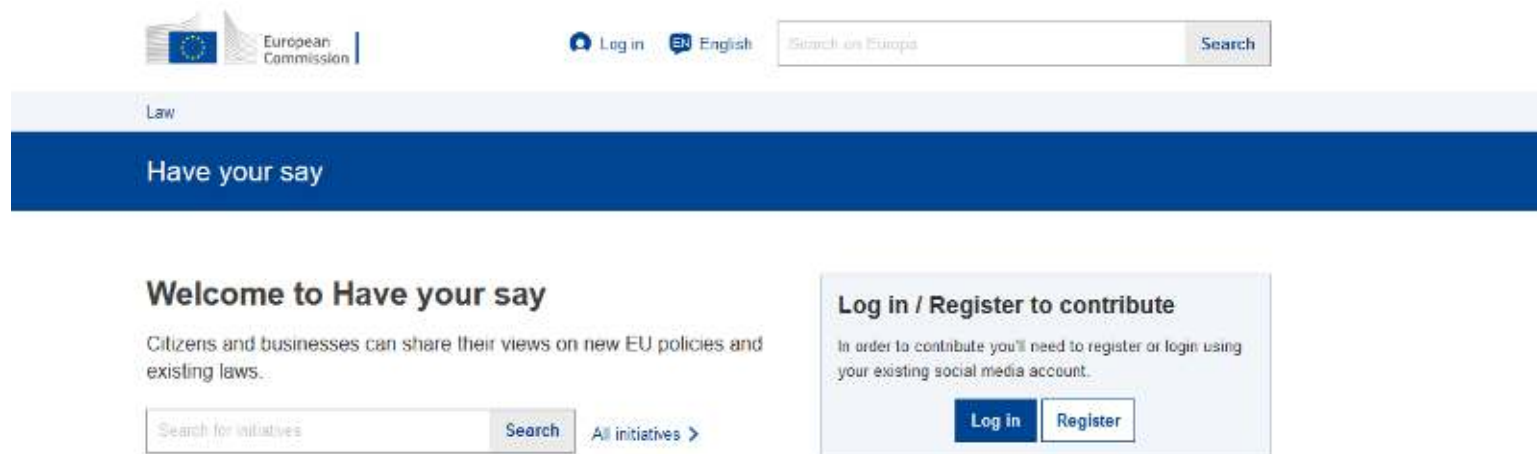 European
Commission
Log in
EN English
Search on Europa
Search
Law
Have your say
Welcome to Have your say
Citizens and businesses can share their views on new EU policies and
existing laws.
Search for initiatives
Search
All initiatives >
Log in / Register to contribute
In order to contribute you'll need to register or login using
your existing social media account.
Log in
Register